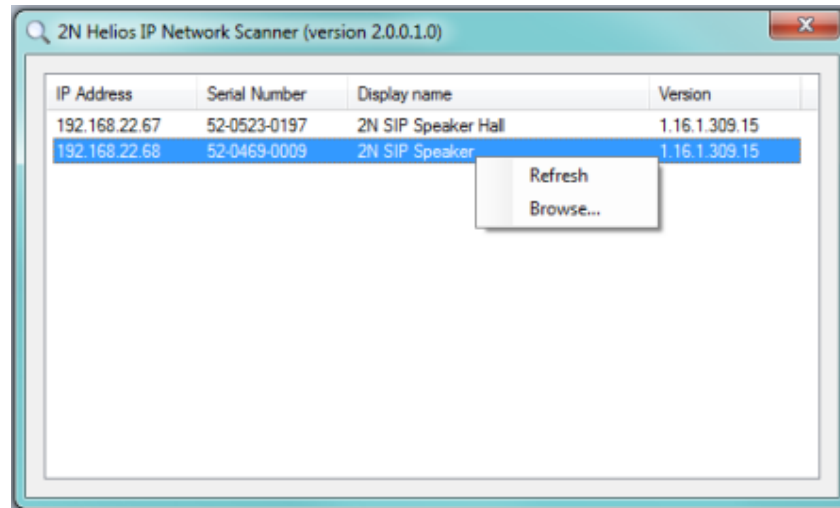 2N Helios IP Network Scanner (version 2.0.0.1.0)
IP Address Serial Number Display name Version
192.168.22.67 52-0523-0197 2N SIP Speaker Hall 1.16.1.309.15
192.168.22.68 52-0469-0009 2N SIP Speaker 1.16.1.309.15
Refresh
Browse...